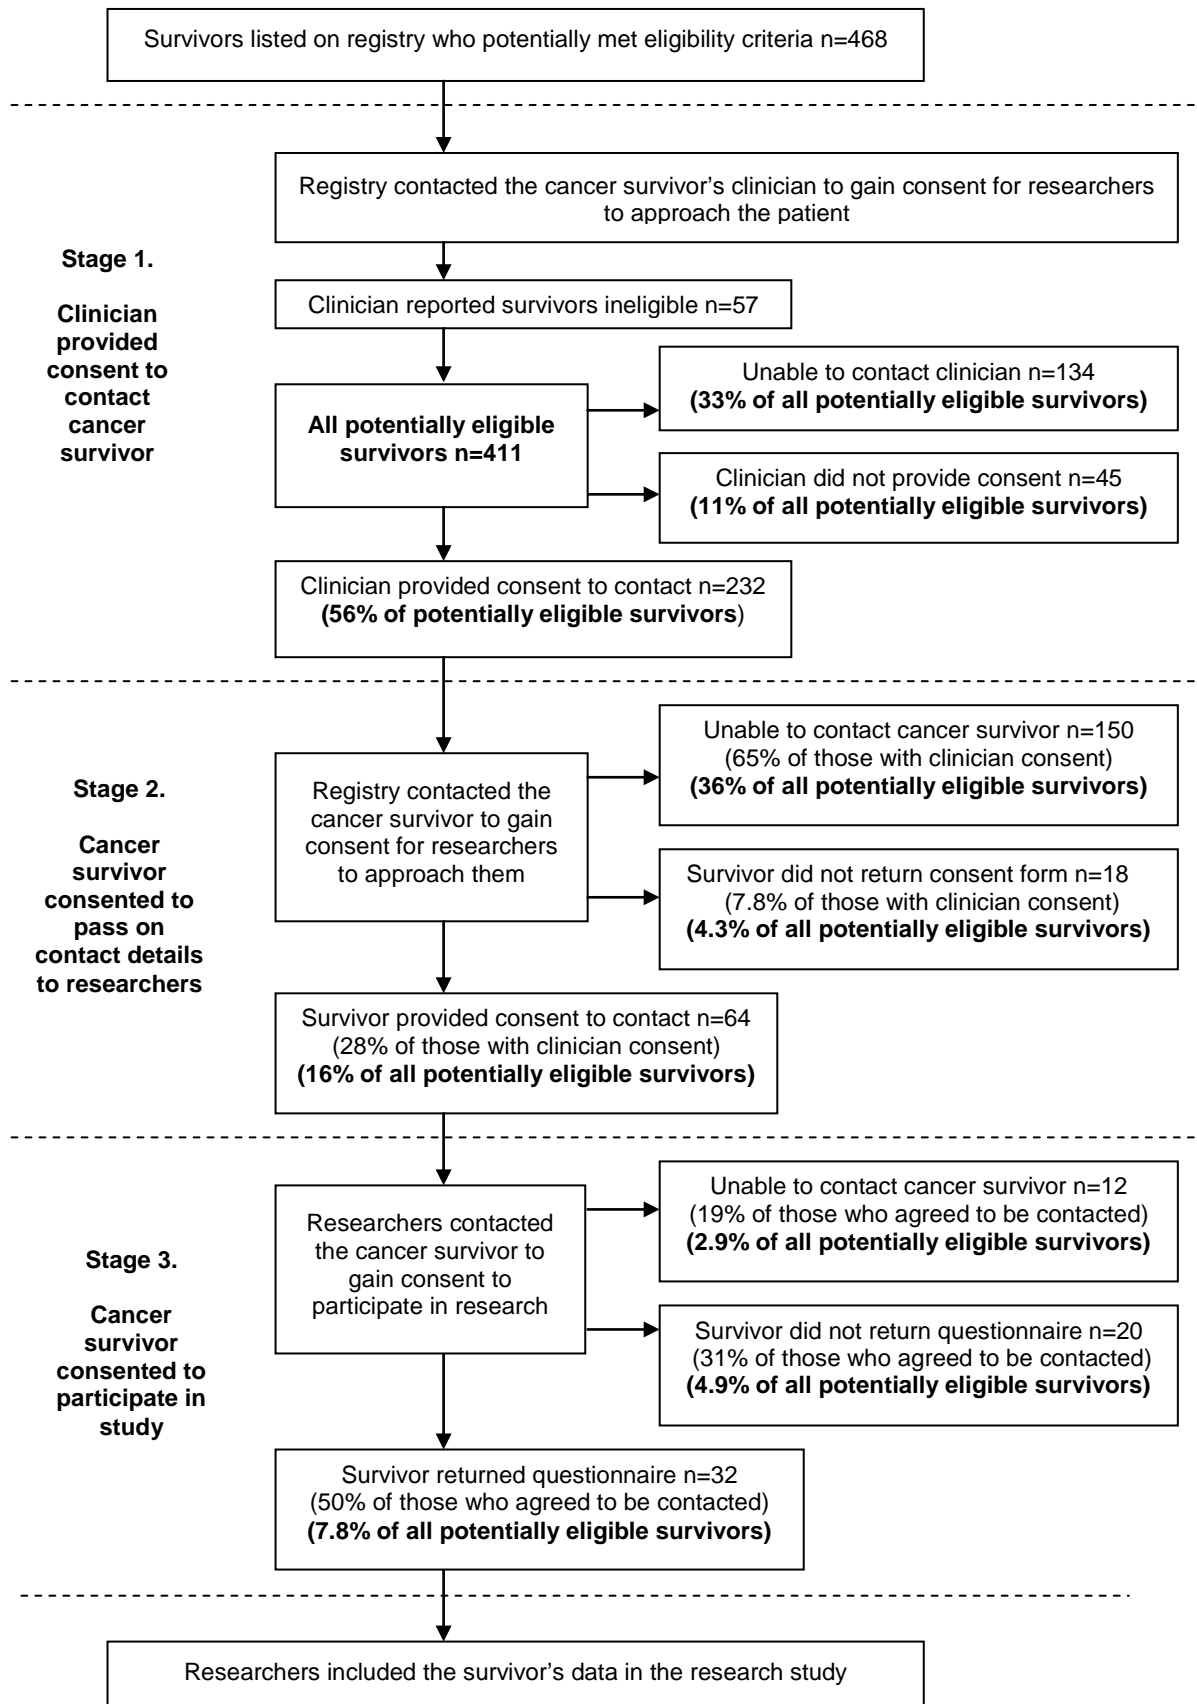 Survivors listed on registry who potentially met eligibility criteria n=468
Registry contacted the cancer survivor's clinician to gain consent for researchers
to approach the patient
Stage 1.
Clinician
provided
consent to
contact
cancer
survivor
Clinician reported survivors ineligible n=57
All potentially eligible
survivors n=411
Unable to contact clinician n=134
(33% of all potentially eligible survivors)
Clinician did not provide consent n=45
(11% of all potentially eligible survivors)
Clinician provided consent to contact n=232
(56% of potentially eligible survivors)
Stage 2.
Cancer
survivor
consented to
pass on
contact details
to researchers
Registry contacted the
cancer survivor to gain
consent for researchers
to approach them
Unable to contact cancer survivor n=150
(65% of those with clinician consent)
(36% of all potentially eligible survivors)
Survivor did not return consent form n=18
(7.8% of those with clinician consent)
(4.3% of all potentially eligible survivors)
Survivor provided consent to contact n=64
(28% of those with clinician consent)
(16% of all potentially eligible survivors)
Stage 3.
Cancer
survivor
consented to
participate in
study
Researchers contacted
the cancer survivor to
gain consent to
participate in research
Unable to contact cancer survivor n=12
(19% of those who agreed to be contacted)
(2.9% of all potentially eligible survivors)
Survivor did not return questionnaire n=20
(31% of those who agreed to be contacted)
(4.9% of all potentially eligible survivors)
Survivor returned questionnaire n=32
(50% of those who agreed to be contacted)
(7.8% of all potentially eligible survivors)
Researchers included the survivor's data in the research study